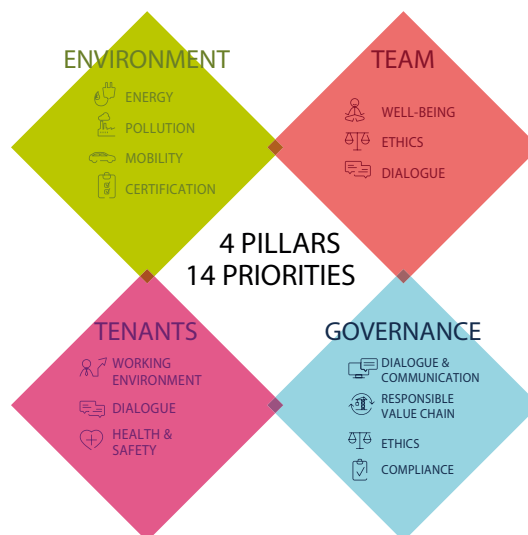 ENVIRONMENT
ENERGY
POLLUTION
MOBILITY
CERTIFICATION
TEAM
WELL-BEING
ETHICS
DIALOGUE
4 PILLARS
14 PRIORITIES
TENANTS
WORKING
ENVIRONMENT
DIALOGUE
HEALTH &
SAFETY
GOVERNANCE
DIALOGUE &
COMMUNICATION
RESPONSIBLE
VALUE CHAIN
ETHICS
COMPLIANCE